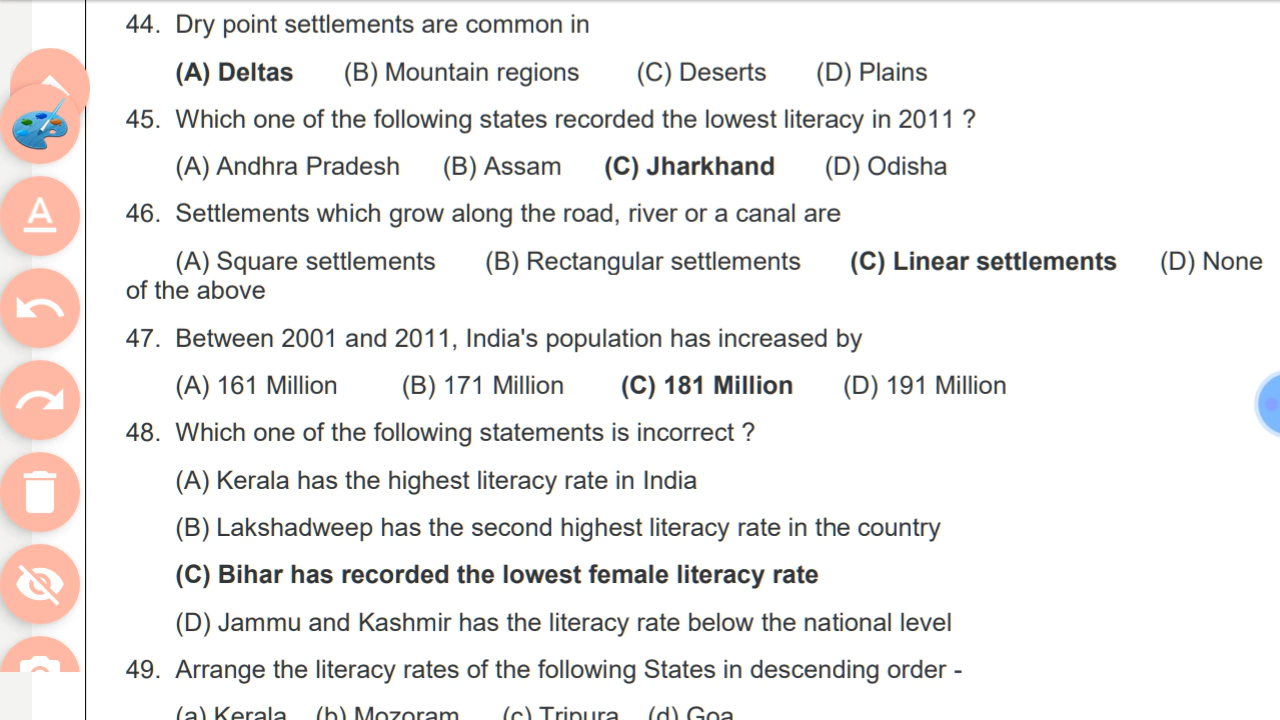 44. Dry point settlements are common in
(A) Deltas (B) Mountain regions (C) Deserts (D) Plains
45. Which one of the following states recorded the lowest literacy in 2011 ?
(A) Andhra Pradesh (B) Assam (C) Jharkhand (D) Odisha
46. Settlements which grow along the road, river or a canal are
(A) Square settlements (B) Rectangular settlements (C) Linear settlements (D) None
of the above
47. Between 2001 and 2011, India's population has increased by
(A) 161 Million (B) 171 Million (C) 181 Million (D) 191 Million
48. Which one of the following statements is incorrect ?
(A) Kerala has the highest literacy rate in India
(B) Lakshadweep has the second highest literacy rate in the country
(C) Bihar has recorded the lowest female literacy rate
(D) Jammu and Kashmir has the literacy rate below the national level
49. Arrange the literacy rates of the following States in descending order -
(a) Kerala (b) Mozoram (c) Tripura (d) Goa
A